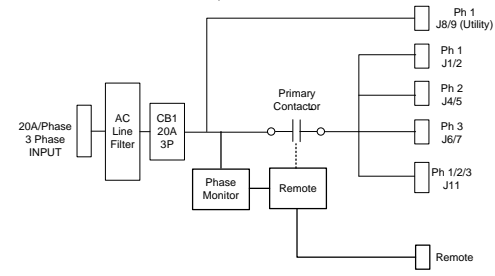 Ph 1
J8/9 (Utility)
Ph 1
J1/2
Primary
Contactor
Ph 2
J4/5
AC
Line
Filter
CB1
20A
3P
20A/Phase
3 Phase
INPUT
Ph 3
J6/7
Phase
Monitor
Remote
Ph 1/2/3
J11
Remote